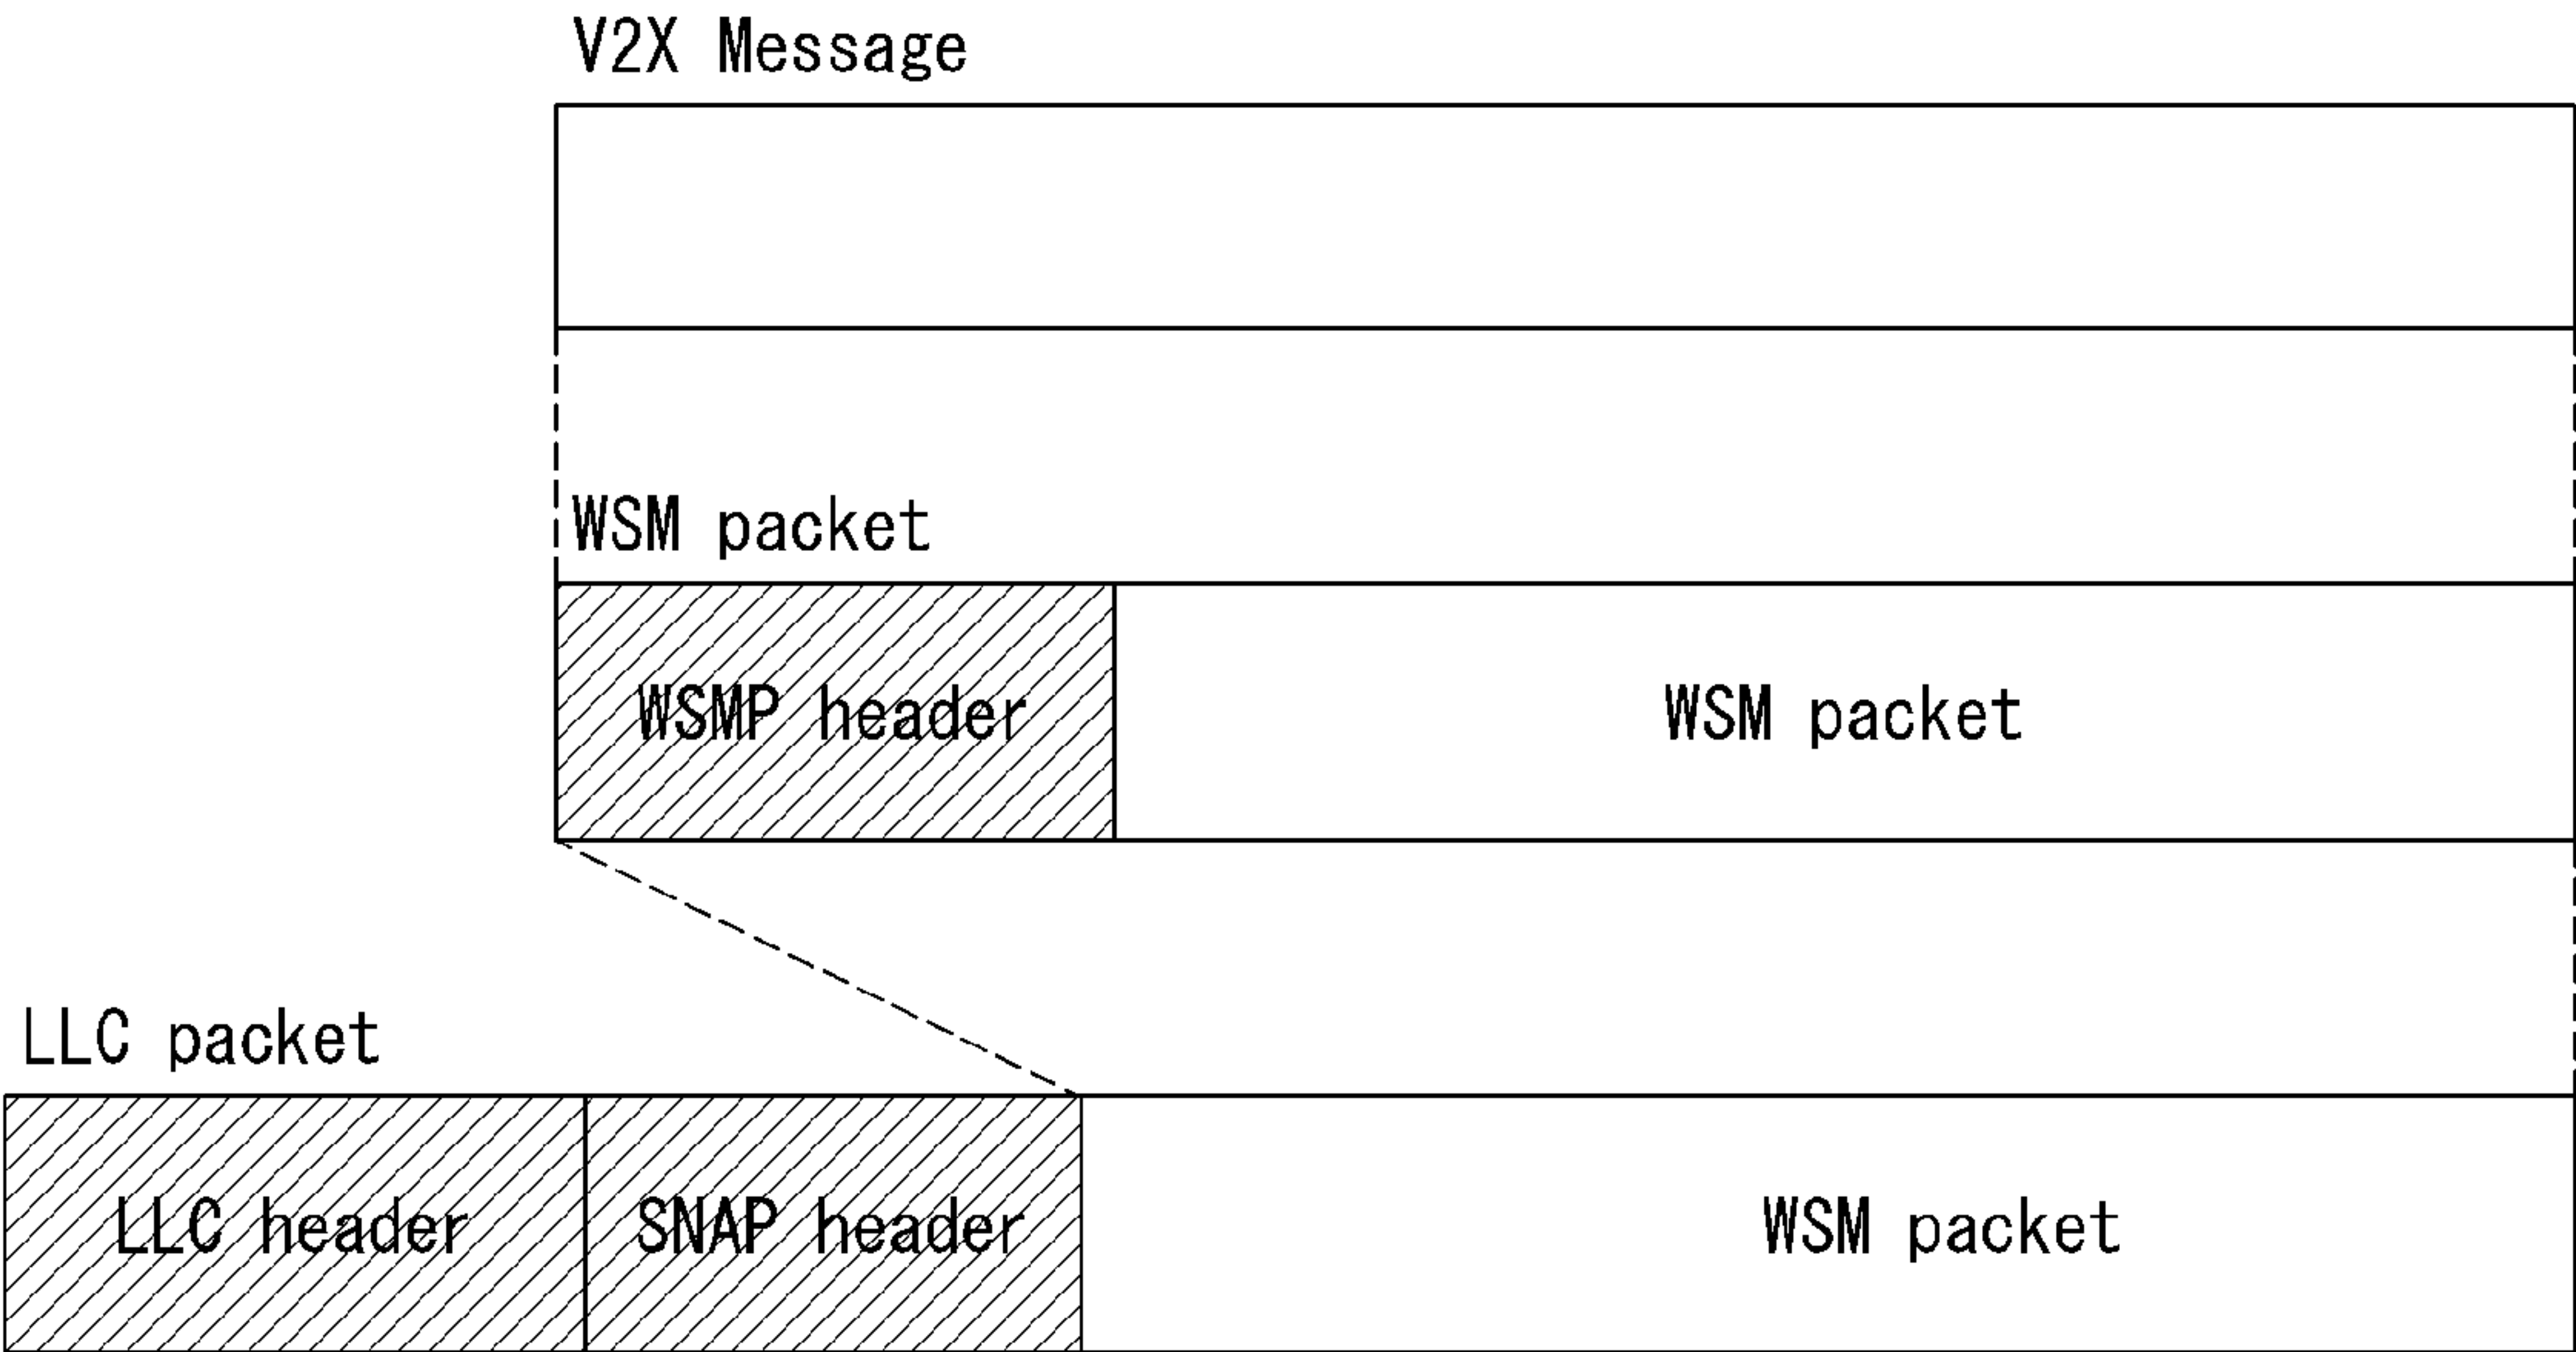 V2X Message
WSM packet
WSMP header WSM packet
LLC packet
LLC header SNAP header WSM packet